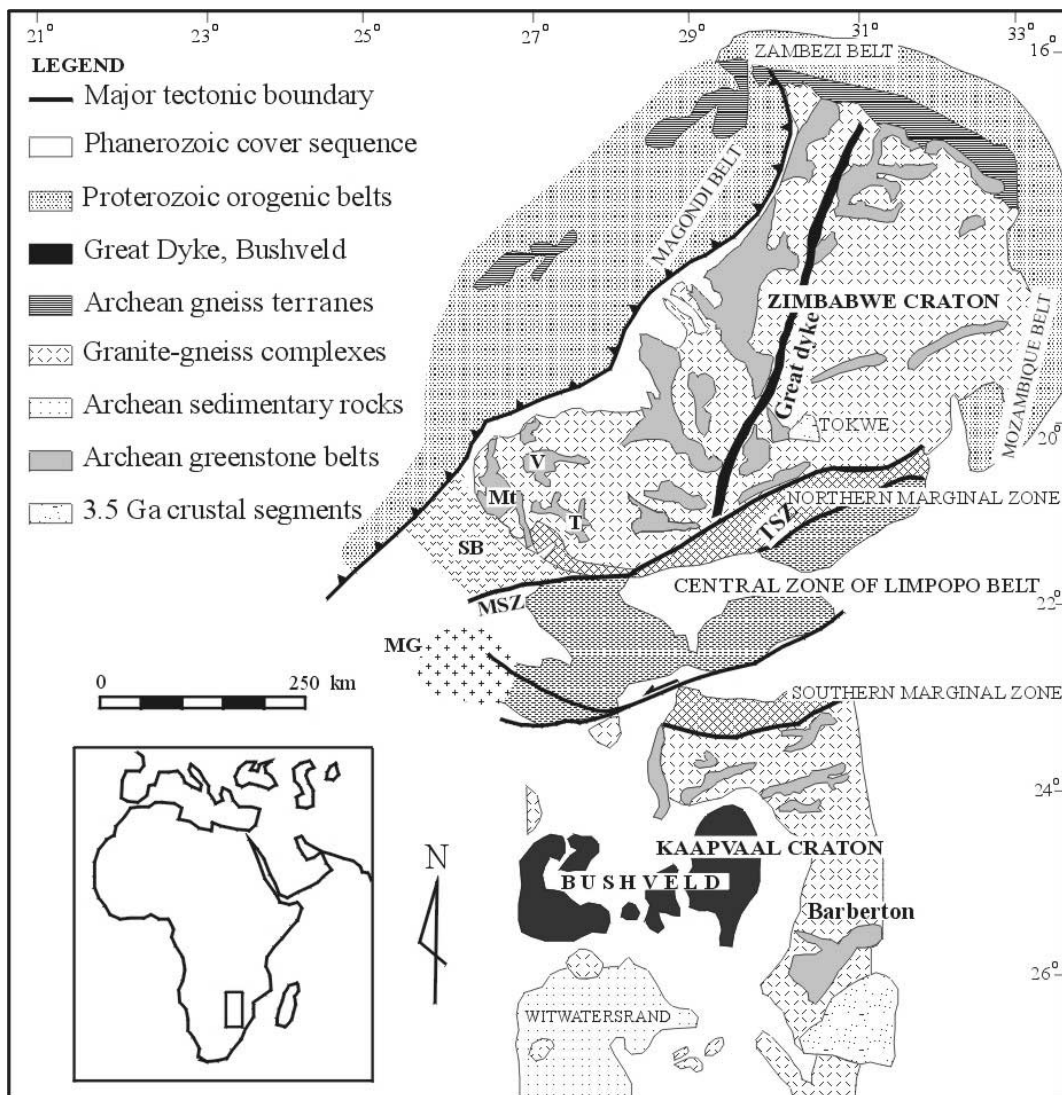 21°
23°
25°
27°
29°
31°
33°
16°
LEGEND
Major tectonic boundary
Phanerozoic cover sequence
Proterozoic orogenic belts
Great Dyke, Bushveld
Archean gneiss terranes
Granite-gneiss complexes
Archean sedimentary rocks
Archean greenstone belts
3.5 Ga crustal segments
ZAMBEZI BELT
MAGONDI BELT
ZIMBABWE CRATON
Great dyke
MOZAMBIQUE BELT
TOKWE
20°
V
Mt
T
SB
NORTHERN MARGINAL ZONE
TSZ
CENTRAL ZONE OF LIMPOPO BELT
MSZ
22°
MG
0 250 km
SOUTHERN MARGINAL ZONE
24°
N
KAAPVAAL CRATON
BUSHVELD
Barberton
26°
WITWATERSRAND